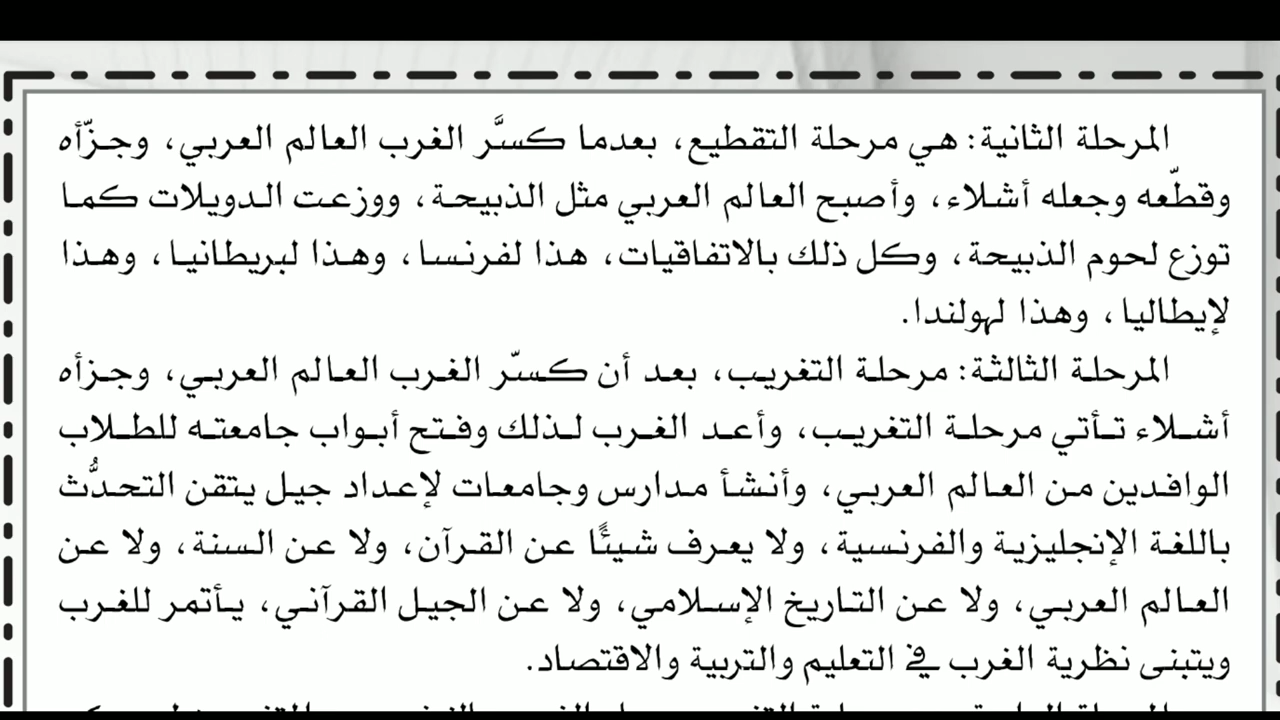 المرحلة الثانية: هي مرحلة التقطيع، بعدما كسَّر الغرب العالم العربي، وجزّأه
وقطّعه وجعله أشلاء، وأصبح العالم العربي مثل الذبيحة، ووزعت الدويلات كما
توزع لحوم الذبيحة، وكل ذلك بالاتفاقيات، هذا لفرنسا، وهذا لبريطانيا، وهذا
لإيطاليا، وهذا لهولندا.
المرحلة الثالثة: مرحلة التغريب، بعد أن كسّر الغرب العالم العربي، وجزأه
أشلاء تأتي مرحلة التغريب، وأعد الغرب لذلك وفتح أبواب جامعته للطلاب
الوافدين من العالم العربي، وأنشأ مدارس وجامعات لإعداد جيل يتقن التحدُّث
باللغة الإنجليزية والفرنسية، ولا يعرف شيئًا عن القرآن، ولا عن السنة، ولا عن
العالم العربي، ولا عن التاريخ الإسلامي، ولا عن الجيل القرآني، يأتمر للغرب
ويتبنى نظرية الغرب في التعليم والتربية والاقتصاد.